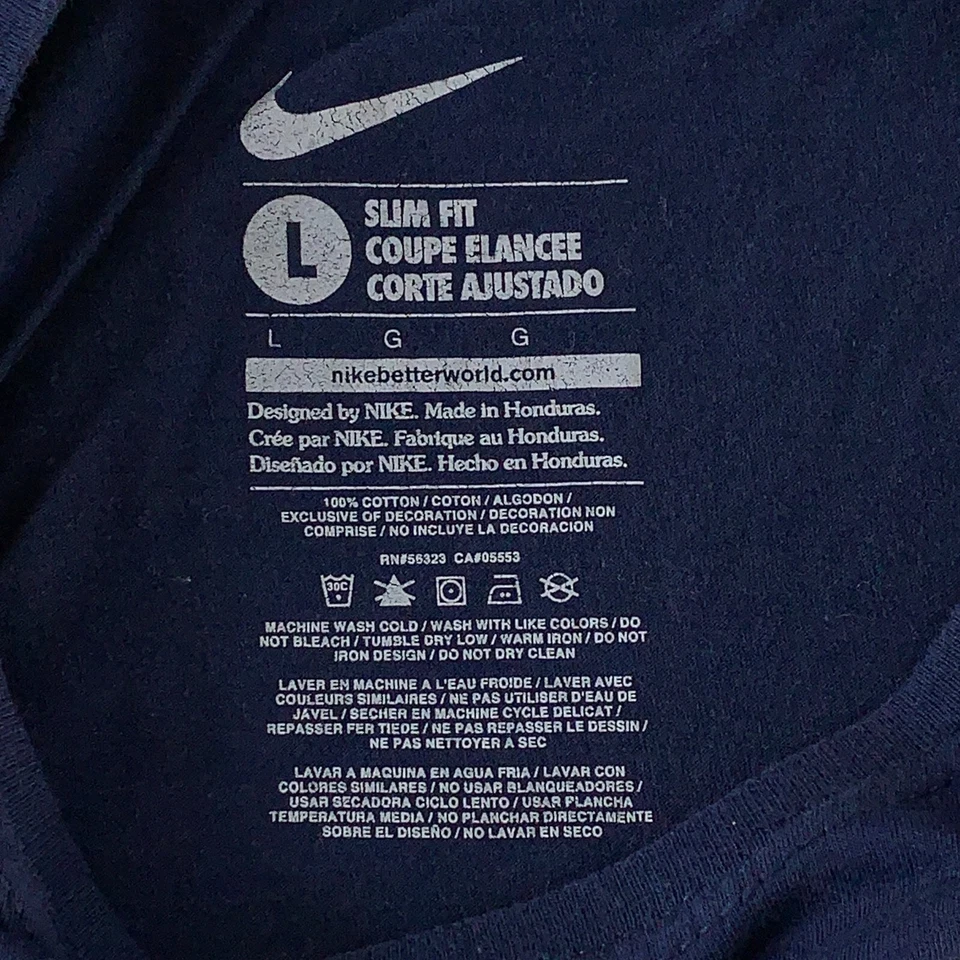 L
SLIM FIT
COUPE ELANCEE
CORTE AJUSTADO
L G G
nikebetterworld.com
Designed by NIKE. Made in Honduras.
Crée par NIKE. Fabrique au Honduras.
Diseñado por NIKE. Hecho en Honduras.
100% COTTON / COTON / ALGODON /
EXCLUSIVE OF DECORATION / DECORATION NON
COMPRISE / NO INCLUYE LA DECORACION
RN#56323 CA#05553
30C
MACHINE WASH COLD / WASH WITH LIKE COLORS / DO
NOT BLEACH / TUMBLE DRY LOW / WARM IRON / DO NOT
IRON DESIGN / DO NOT DRY CLEAN
LAVER EN MACHINE A L'EAU FROIDE / LAVER AVEC
COULEURS SIMILAIRES / NE PAS UTILISER D'EAU DE
JAVEL / SECHER EN MACHINE CYCLE DELICAT /
REPASSER FER TIEDE / NE PAS REPASSER LE DESSIN /
NE PAS NETTOYER A SEC
LAVAR A MAQUINA EN AGUA FRIA / LAVAR CON
COLORES SIMILARES / NO USAR BLANQUEADORES /
USAR SECADORA CICLO LENTO / USAR PLANCHA
TEMPERATURA MEDIA / NO PLANCHAR DIRECTAMENTE
SOBRE EL DISEÑO / NO LAVAR EN SECO